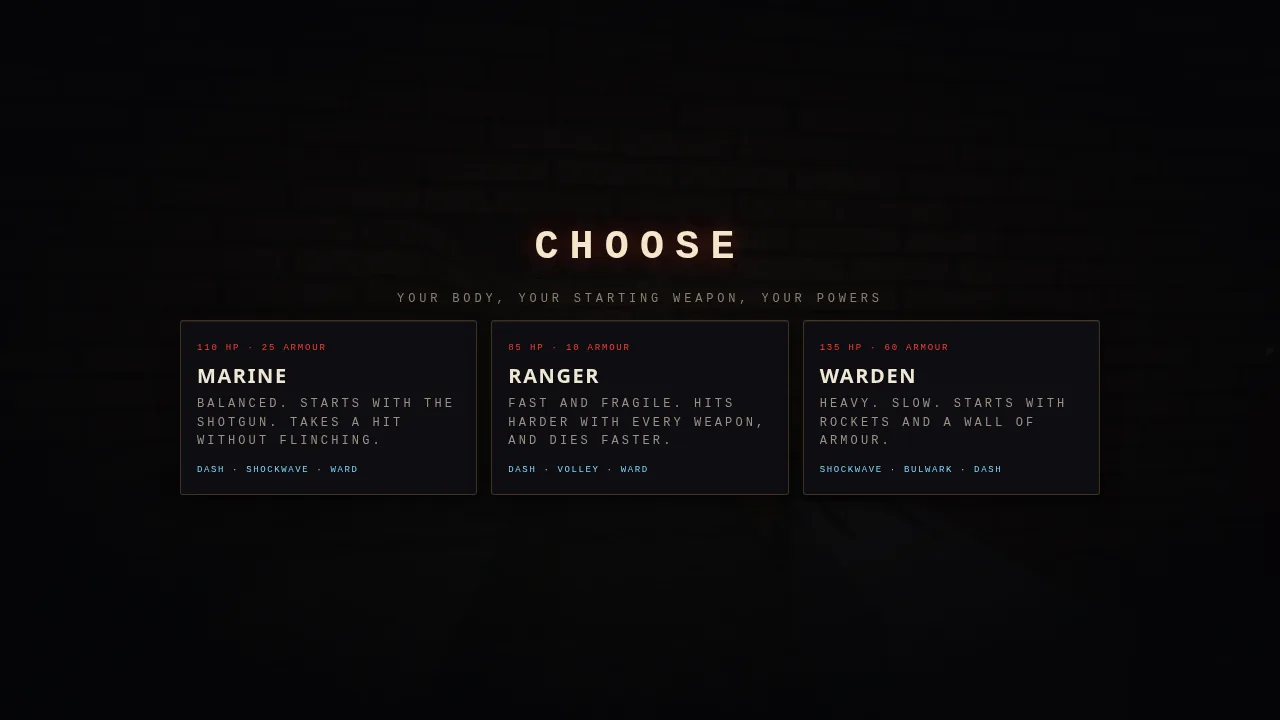 CHOOSE
YOUR BODY, YOUR STARTING WEAPON, YOUR POWERS
110 HP · 25 ARMOUR
MARINE
BALANCED. STARTS WITH THE
SHOTGUN. TAKES A HIT
WITHOUT FLINCHING.
DASH · SHOCKWAVE · WARD
85 HP · 10 ARMOUR
RANGER
FAST AND FRAGILE. HITS
HARDER WITH EVERY WEAPON,
AND DIES FASTER.
DASH · VOLLEY · WARD
135 HP · 60 ARMOUR
WARDEN
HEAVY. SLOW. STARTS WITH
ROCKETS AND A WALL OF
ARMOUR.
SHOCKWAVE · BULWARK · DASH